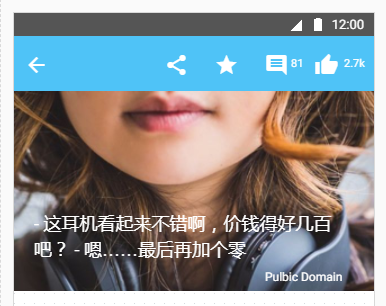 12:00
81
2.7k
- 这耳机看起来不错啊，价钱得好几百
吧？ - 嗯……最后再加个零
Pulbic Domain